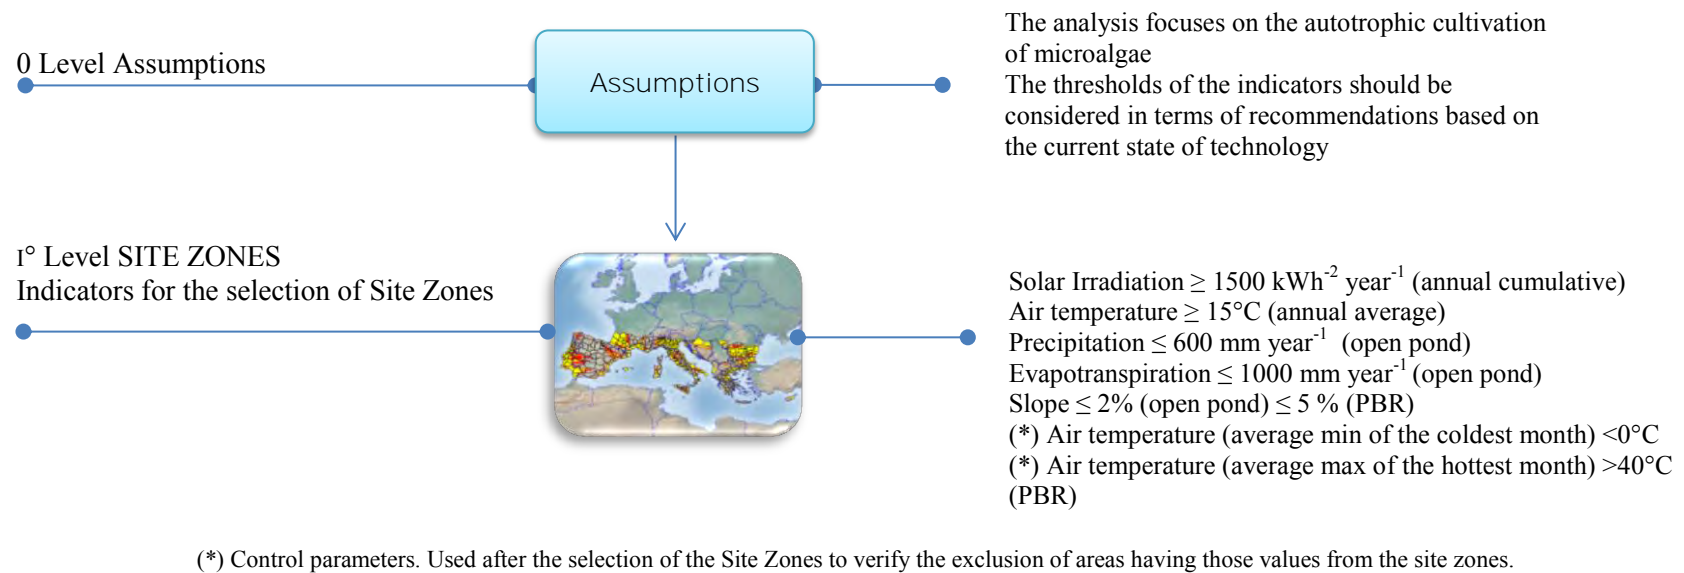 0 Level Assumptions
Assumptions
The analysis focuses on the autotrophic cultivation
of microalgae
The thresholds of the indicators should be
considered in terms of recommendations based on
the current state of technology
I° Level SITE ZONES
Indicators for the selection of Site Zones
Solar Irradiation ≥ 1500 kWh⁻² year⁻¹ (annual cumulative)
Air temperature ≥ 15°C (annual average)
Precipitation ≤ 600 mm year⁻¹ (open pond)
Evapotranspiration ≤ 1000 mm year⁻¹ (open pond)
Slope ≤ 2% (open pond) ≤ 5 % (PBR)
(*) Air temperature (average min of the coldest month) <0°C
(*) Air temperature (average max of the hottest month) >40°C
(PBR)
(*) Control parameters. Used after the selection of the Site Zones to verify the exclusion of areas having those values from the site zones.